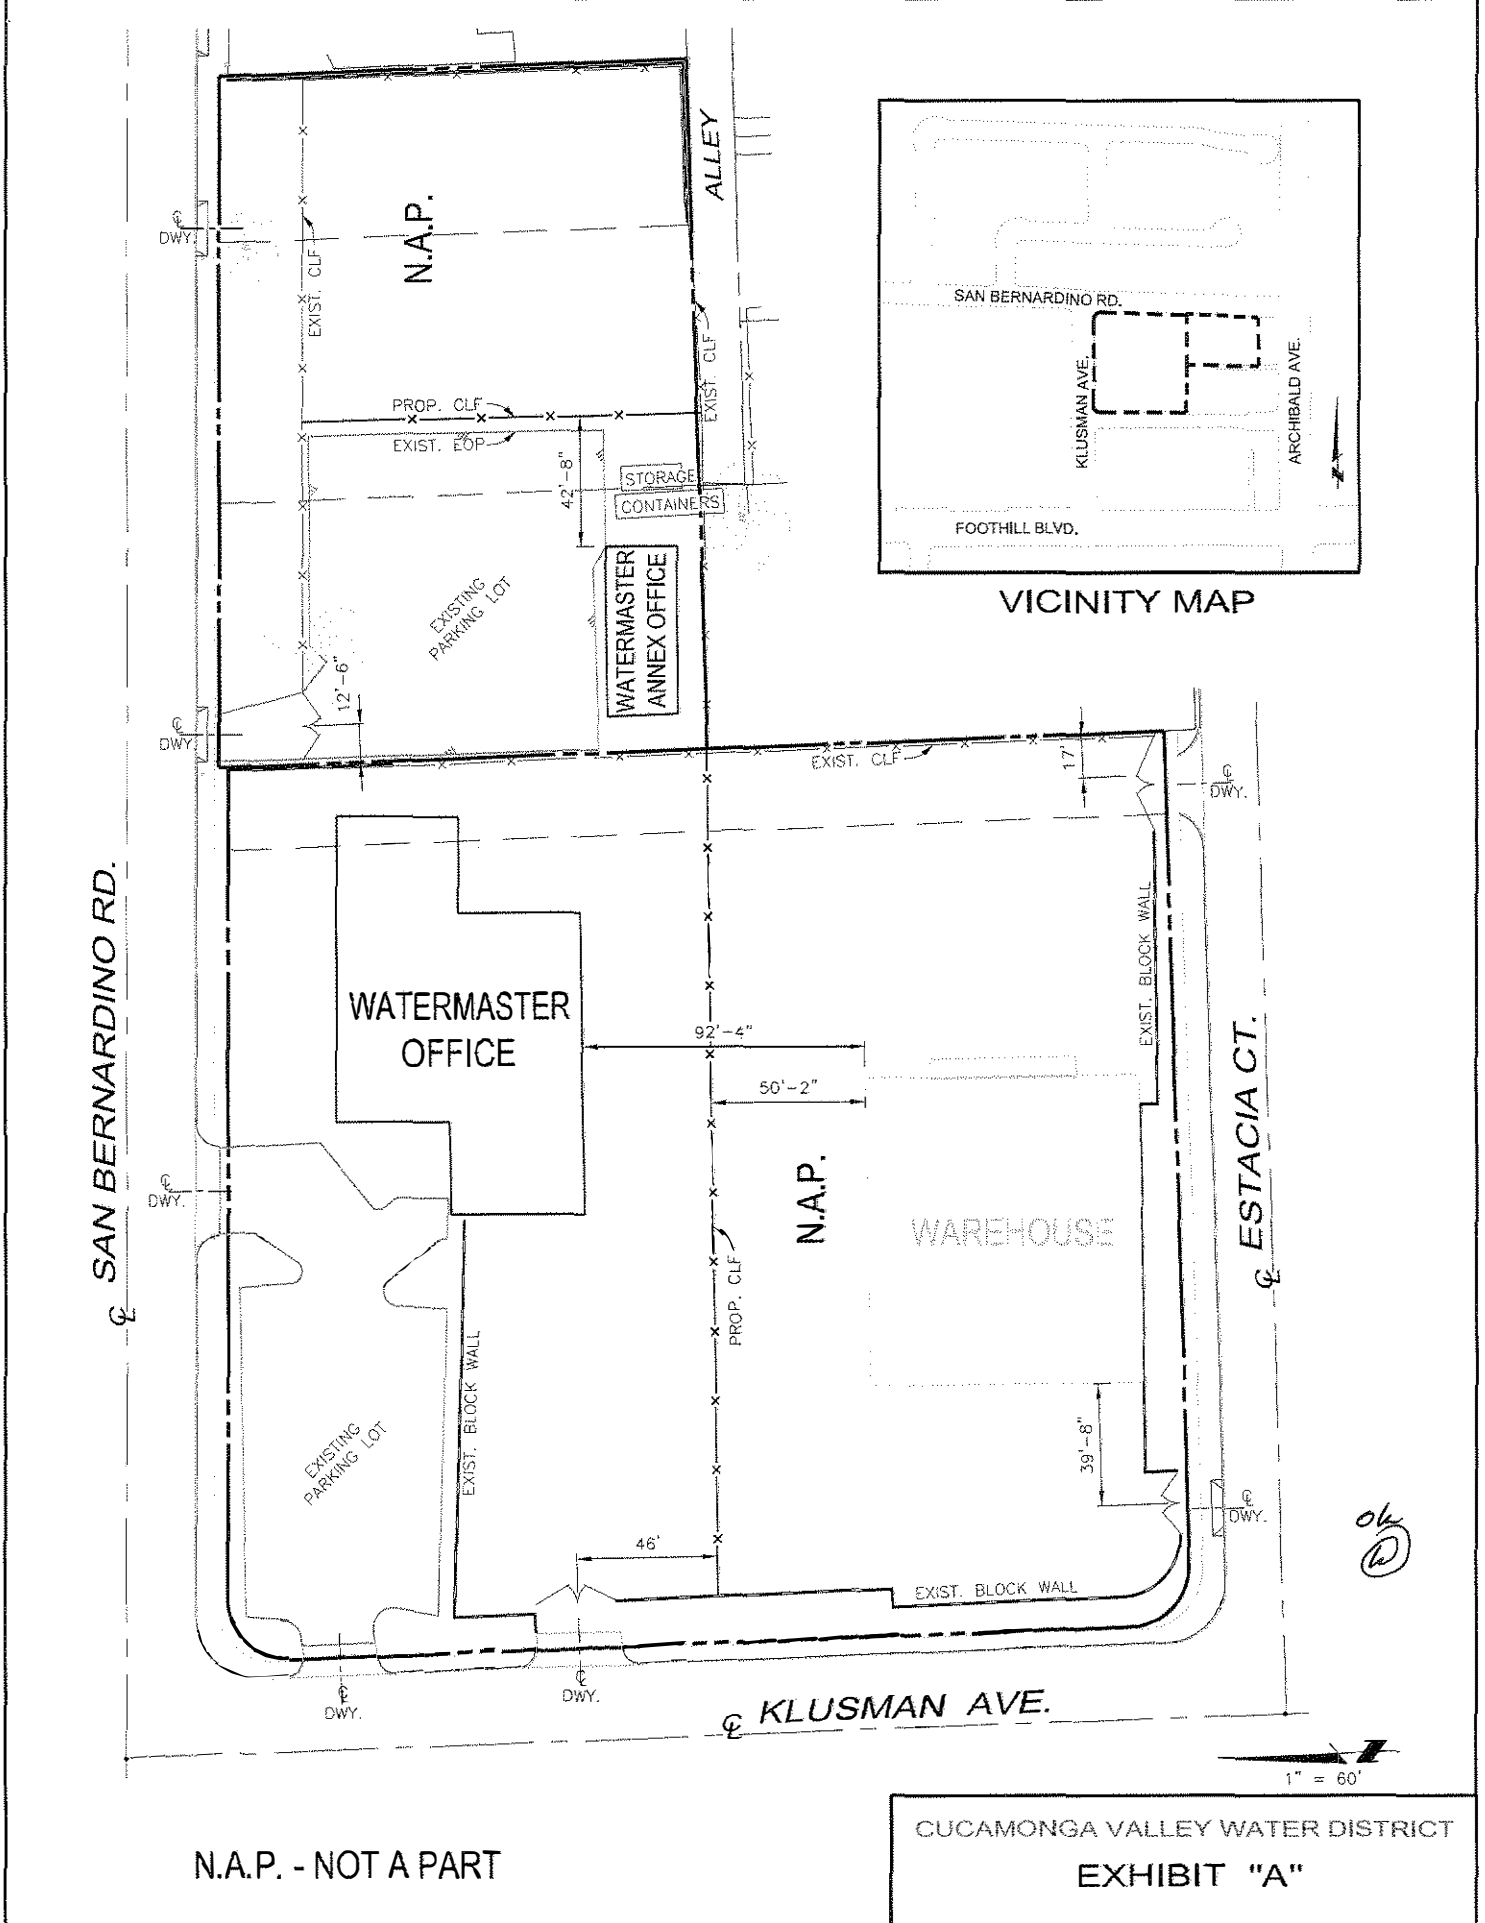 ALLEY
N.A.P.
℄
DWY.
EXIST. CLF
EXIST. CLF
PROP. CLF
EXIST. EOP
42'-8"
STORAGE
CONTAINERS
WATERMASTER
ANNEX OFFICE
EXISTING
PARKING LOT
12'-6"
℄
DWY.
SAN BERNARDINO RD.
KLUSMAN AVE.
ARCHIBALD AVE.
FOOTHILL BLVD.
VICINITY MAP
EXIST. CLF
17'
℄
DWY.
℄ SAN BERNARDINO RD.
WATERMASTER
OFFICE
92'-4"
50'-2"
EXIST. BLOCK WALL
℄ ESTACIA CT.
℄
DWY.
N.A.P.
WAREHOUSE
PROP. CLF
EXIST. BLOCK WALL
EXISTING
PARKING LOT
39'-8"
℄
DWY.
ok
46'
EXIST. BLOCK WALL
℄
DWY.
℄
DWY.
℄ KLUSMAN AVE.
1" = 60'
N.A.P. - NOT A PART
CUCAMONGA VALLEY WATER DISTRICT
EXHIBIT "A"